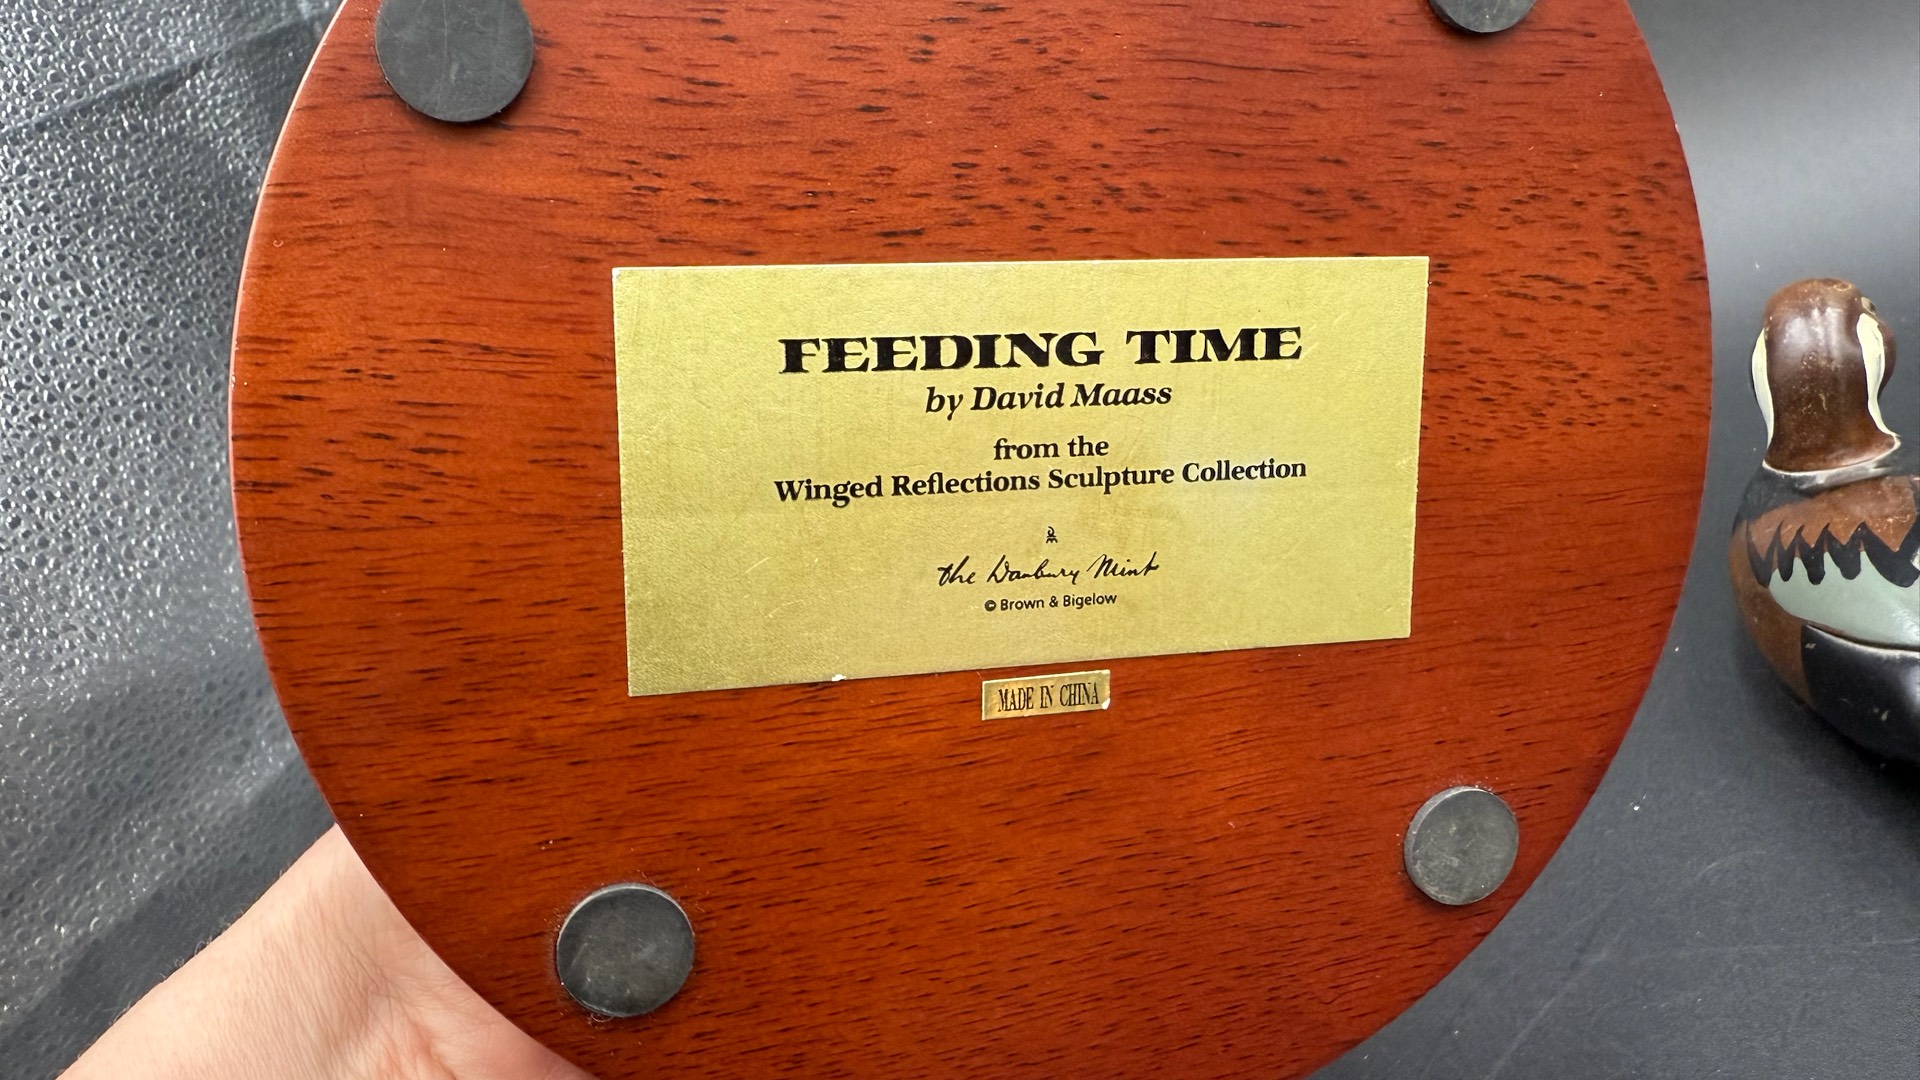 FEEDING TIME
by David Maass
from the
Winged Reflections Sculpture Collection
The Danbury Mint
© Brown & Bigelow
MADE IN CHINA